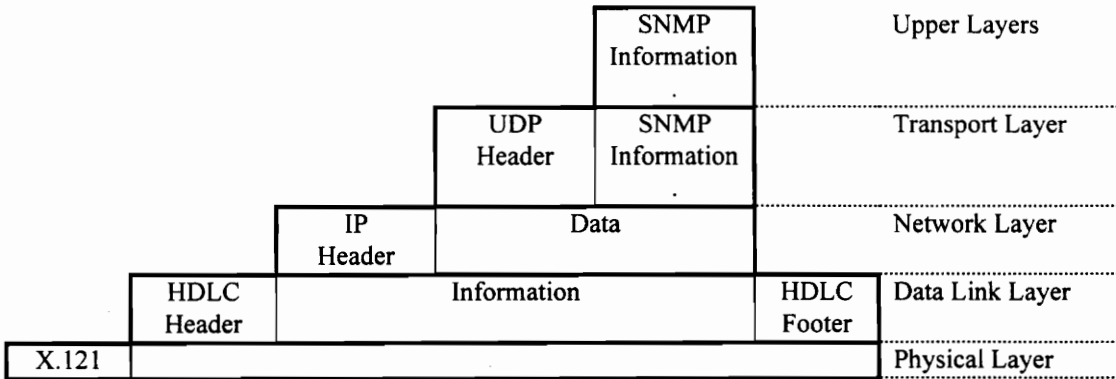 SNMP Upper Layers
Information
.
UDP SNMP Transport Layer
Header Information
.
IP Data Network Layer
Header
HDLC Information HDLC Data Link Layer
Header Footer
X.121 Physical Layer